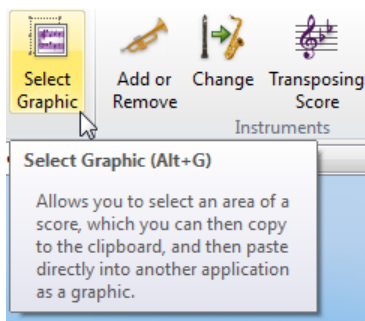 Select Graphic
Add or Remove
Change
Transposing Score
Instruments
Select Graphic (Alt+G)
Allows you to select an area of a
score, which you can then copy
to the clipboard, and then paste
directly into another application
as a graphic.